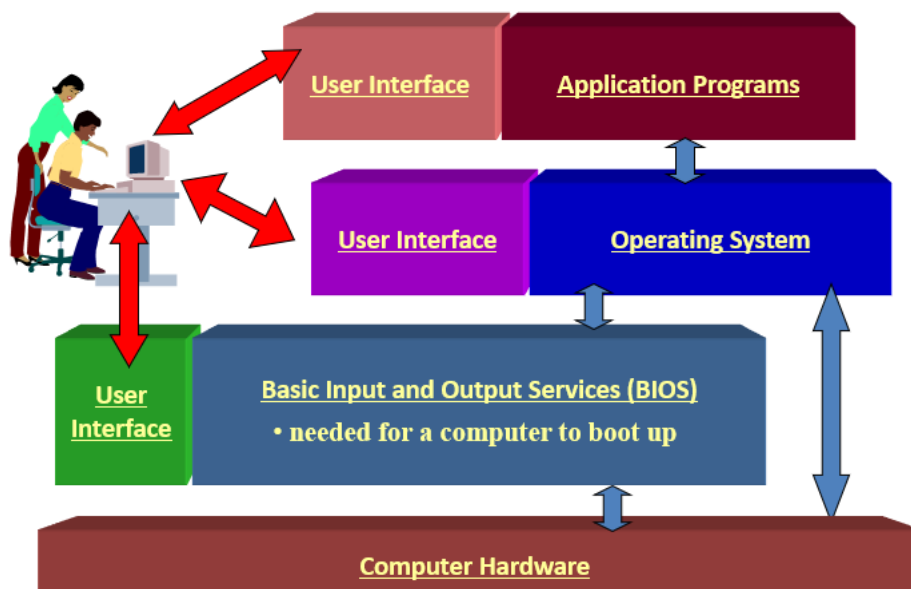 User Interface
Application Programs
User Interface
Operating System
User
Interface
Basic Input and Output Services (BIOS)
• needed for a computer to boot up
Computer Hardware